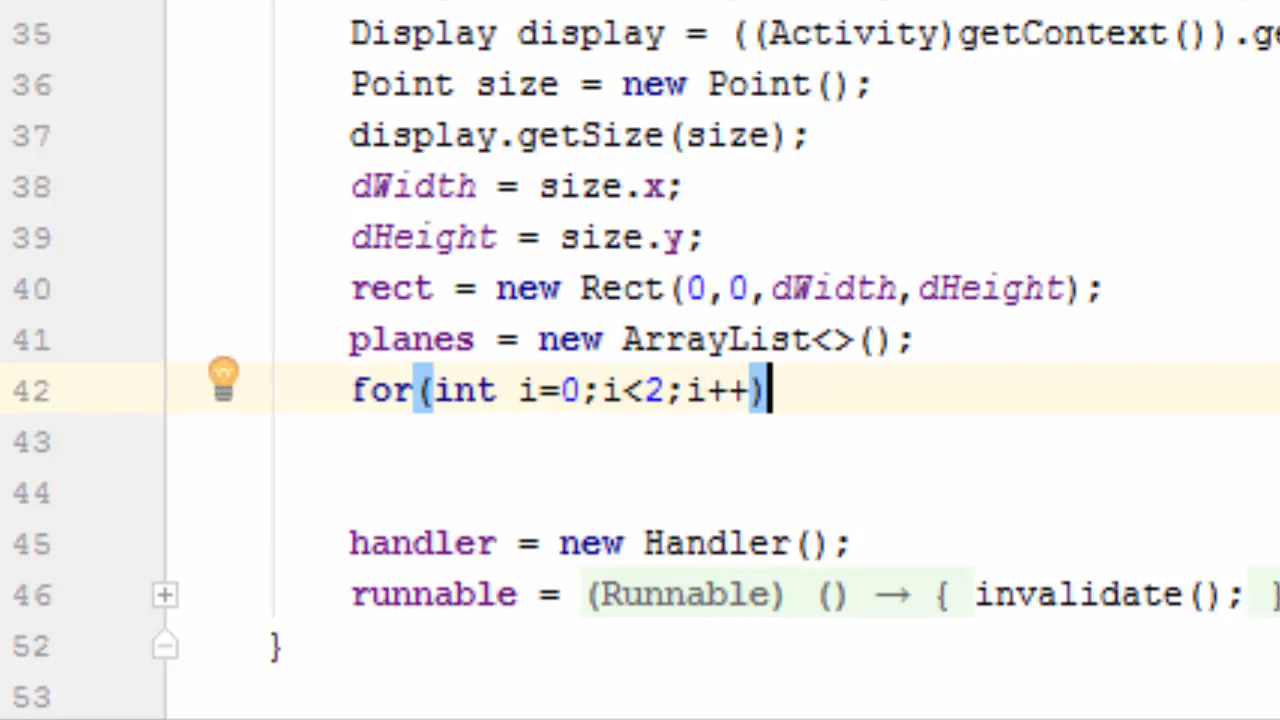 35 Display display = ((Activity)getContext()).ge
36 Point size = new Point();
37 display.getSize(size);
38 dWidth = size.x;
39 dHeight = size.y;
40 rect = new Rect(0,0,dWidth,dHeight);
41 planes = new ArrayList<>();
42 for(int i=0;i<2;i++)
43
44
45 handler = new Handler();
46 runnable = (Runnable) () → { invalidate(); }
52 }
53